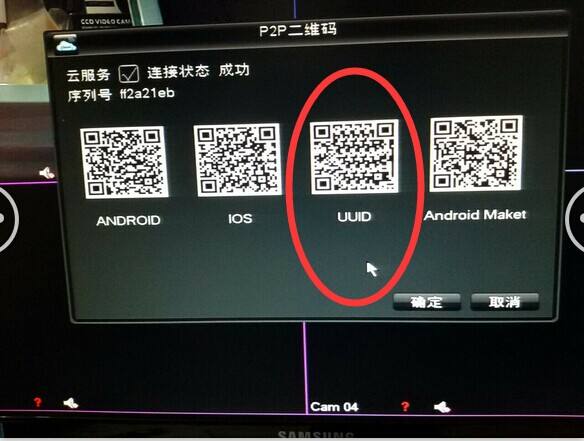 CCD VIDEO CAM
P2P二维码
云服务 连接状态 成功
序列号 ff2a21eb
ANDROID IOS UUID Android Maket
确定 取消
? Cam 04 ?
SAMSUNG